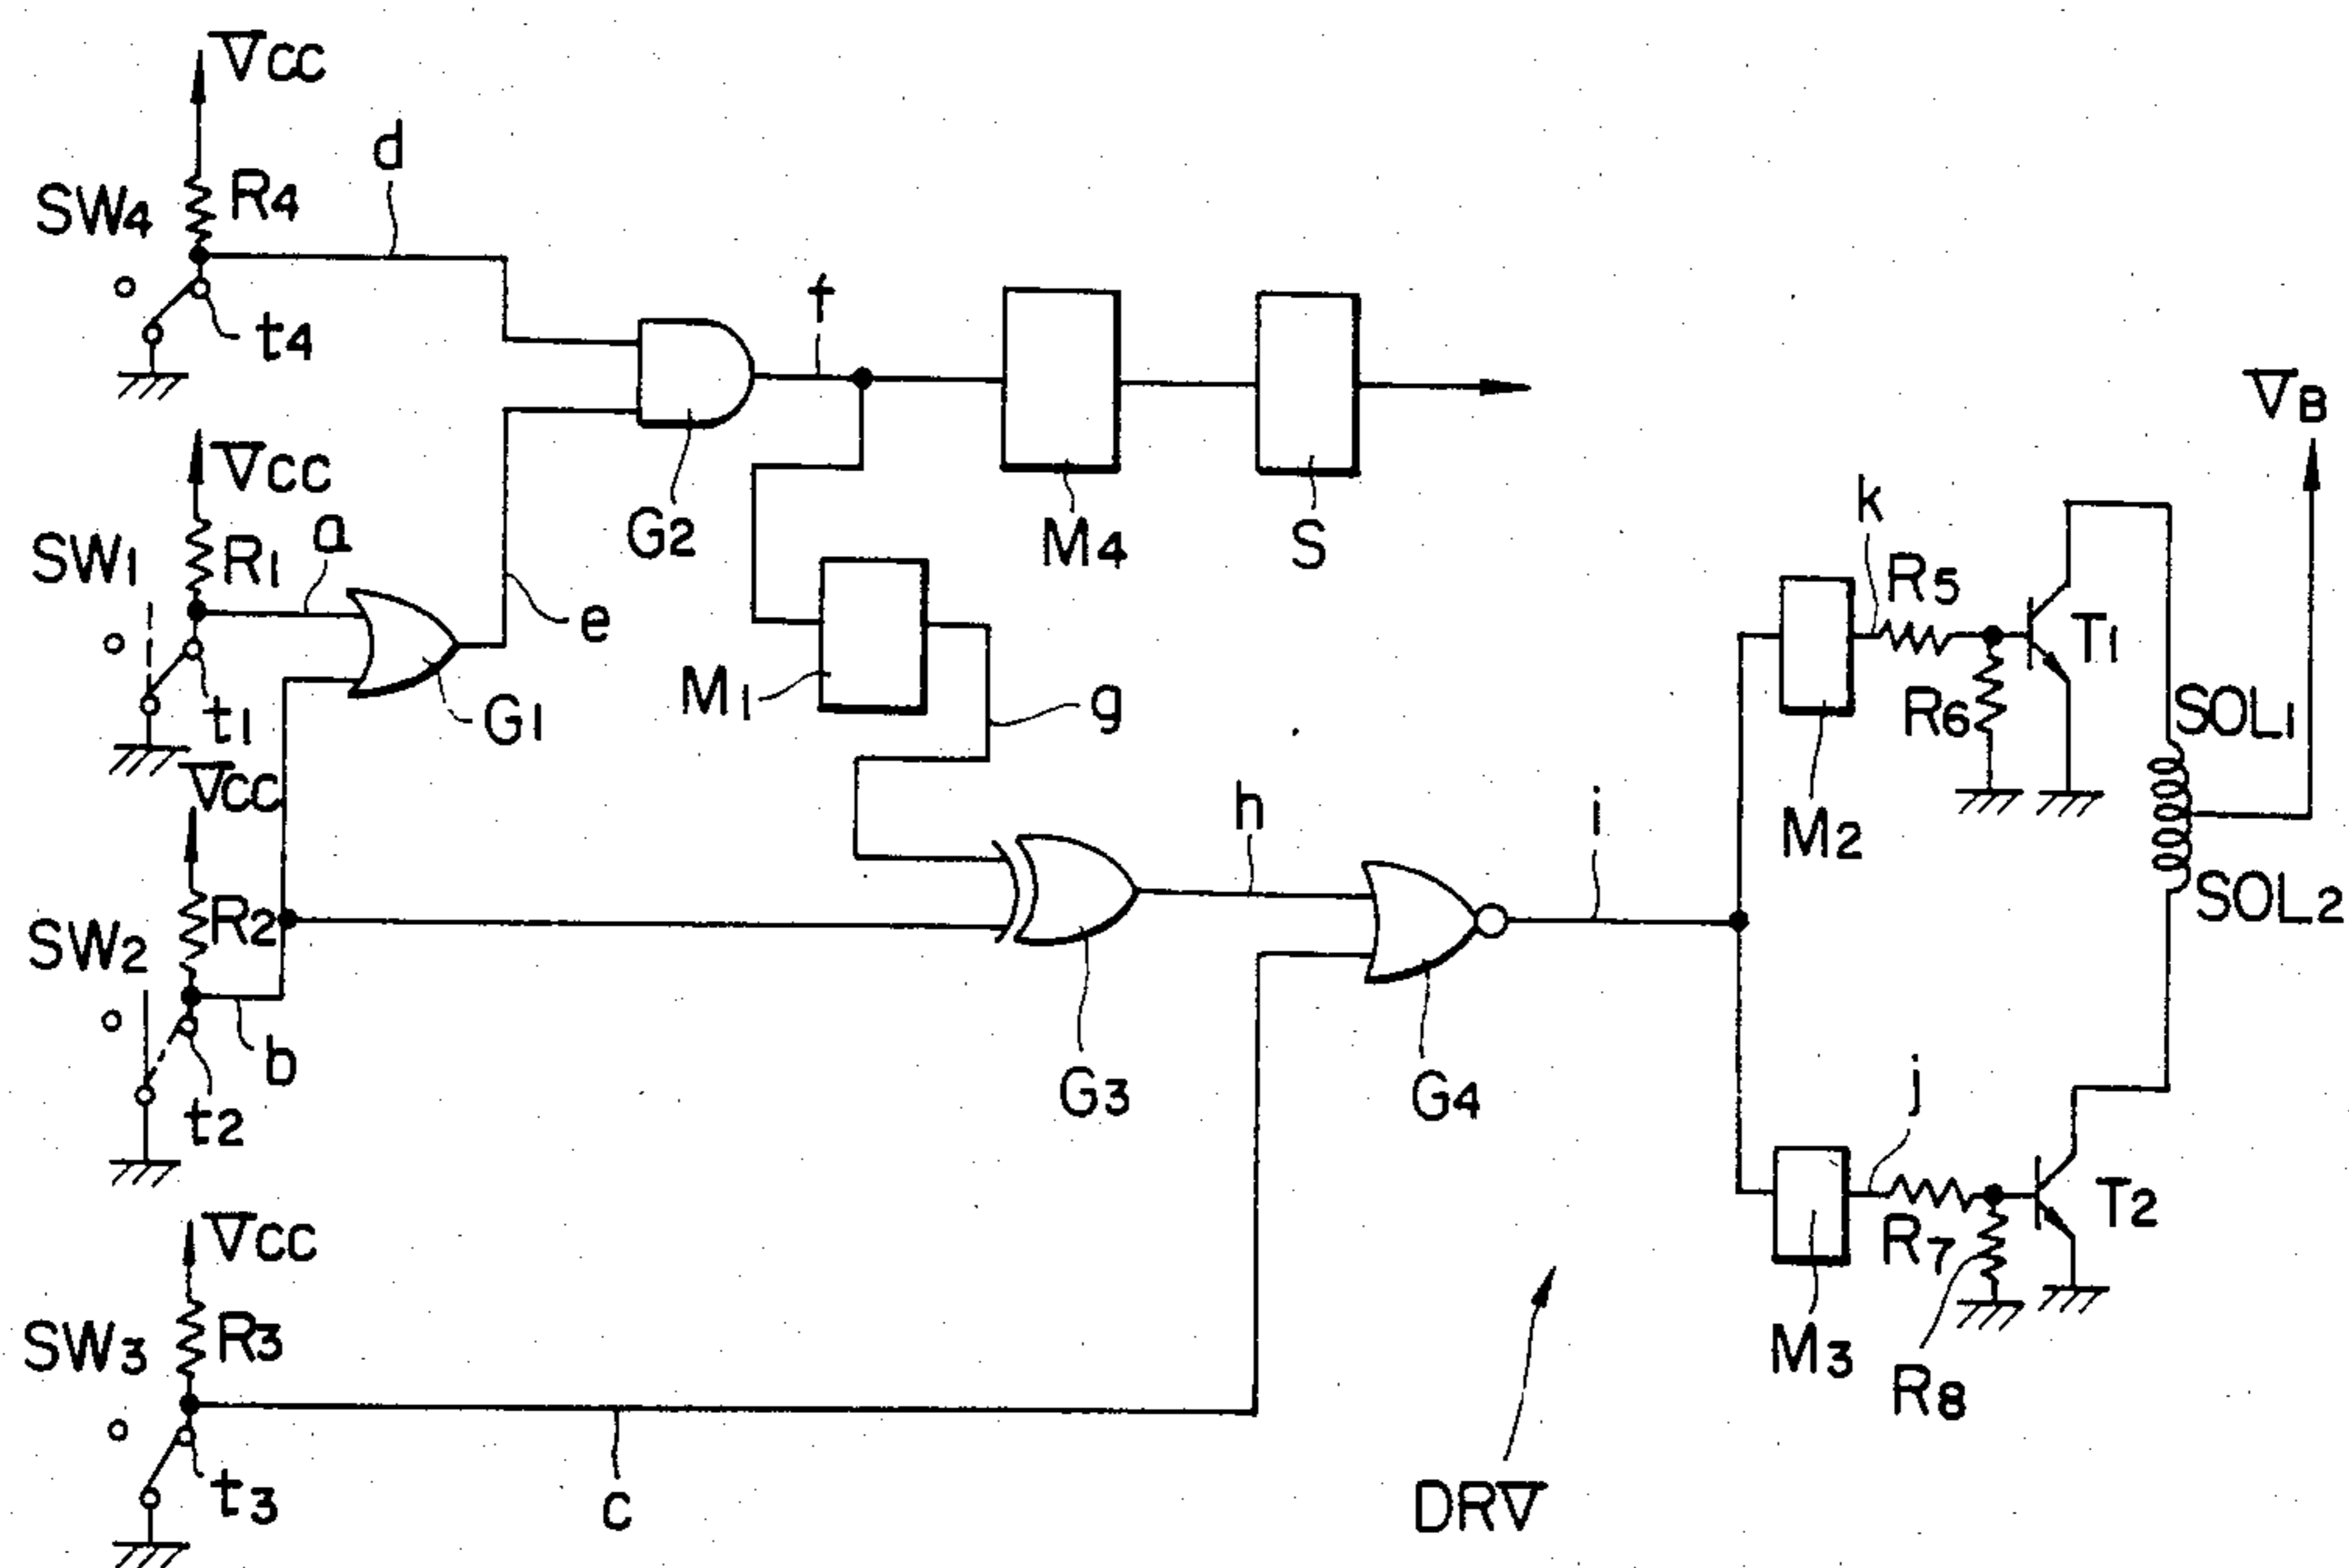 Vcc
d
SW4
R4
t4
f
VB
Vcc
G2
M4
S
k
R5
SW1
R1
a
e
T1
t1
G1
M1
g
R6
SOL1
Vcc
h
i
M2
SW2
R2
SOL2
b
t2
G3
G4
j
Vcc
R7
T2
SW3
R3
M3
R8
t3
c
DRV